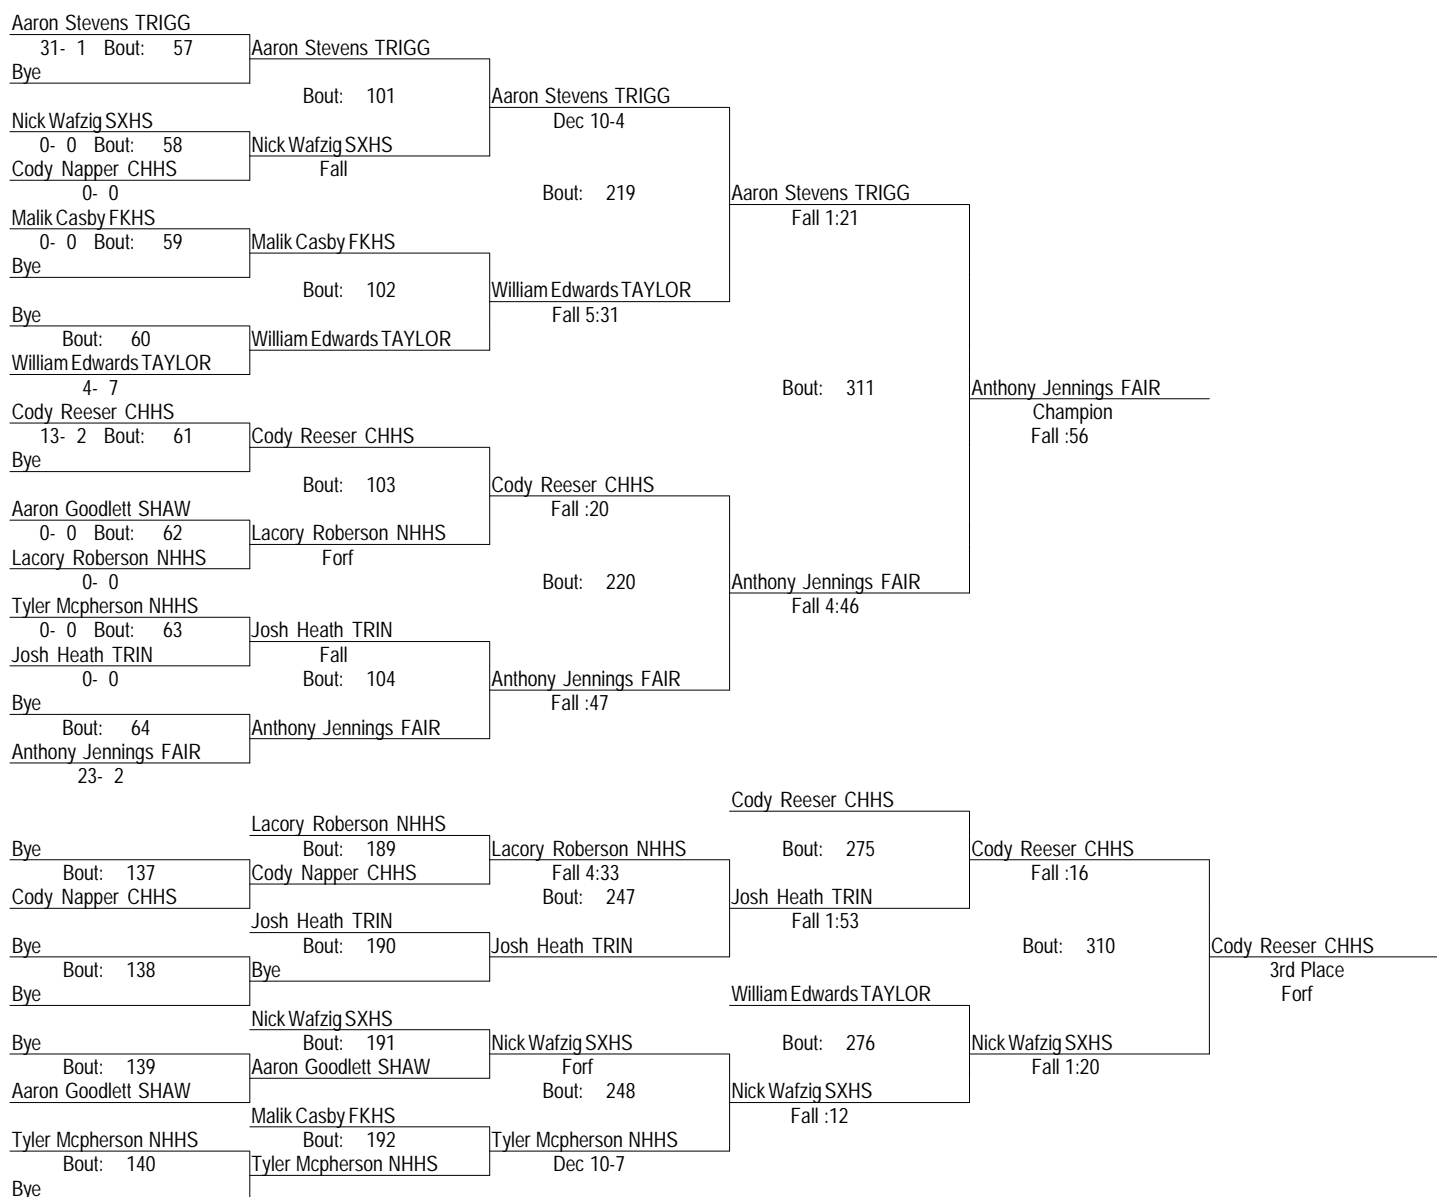 Aaron Stevens TRIGG
31- 1 Bout: 57 Aaron Stevens TRIGG
Bye
Bout: 101 Aaron Stevens TRIGG
Nick Wafzig SXHS Dec 10-4
0- 0 Bout: 58 Nick Wafzig SXHS
Cody Napper CHHS Fall
0- 0 Bout: 219 Aaron Stevens TRIGG
Malik Casby FKHS Fall 1:21
0- 0 Bout: 59 Malik Casby FKHS
Bye
Bout: 102 William Edwards TAYLOR
Bye Fall 5:31
Bout: 60 William Edwards TAYLOR
William Edwards TAYLOR
4- 7 Bout: 311 Anthony Jennings FAIR
Cody Reeser CHHS Champion
13- 2 Bout: 61 Cody Reeser CHHS Fall :56
Bye
Bout: 103 Cody Reeser CHHS
Aaron Goodlett SHAW Fall :20
0- 0 Bout: 62 Lacory Roberson NHHS
Lacory Roberson NHHS Forf
0- 0 Bout: 220 Anthony Jennings FAIR
Tyler Mcpherson NHHS Fall 4:46
0- 0 Bout: 63 Josh Heath TRIN
Josh Heath TRIN Fall
0- 0 Bout: 104 Anthony Jennings FAIR
Bye Fall :47
Bout: 64 Anthony Jennings FAIR
Anthony Jennings FAIR
23- 2
Cody Reeser CHHS
Lacory Roberson NHHS
Bye Bout: 189 Lacory Roberson NHHS Bout: 275 Cody Reeser CHHS
Bout: 137 Cody Napper CHHS Fall 4:33 Fall :16
Cody Napper CHHS Bout: 247 Josh Heath TRIN
Josh Heath TRIN Fall 1:53
Bye Bout: 190 Josh Heath TRIN Bout: 310 Cody Reeser CHHS
Bout: 138 Bye 3rd Place
Bye William Edwards TAYLOR Forf
Nick Wafzig SXHS
Bye Bout: 191 Nick Wafzig SXHS Bout: 276 Nick Wafzig SXHS
Bout: 139 Aaron Goodlett SHAW Forf Fall 1:20
Aaron Goodlett SHAW Bout: 248 Nick Wafzig SXHS
Malik Casby FKHS Fall :12
Tyler Mcpherson NHHS Bout: 192 Tyler Mcpherson NHHS
Bout: 140 Tyler Mcpherson NHHS Dec 10-7
Bye